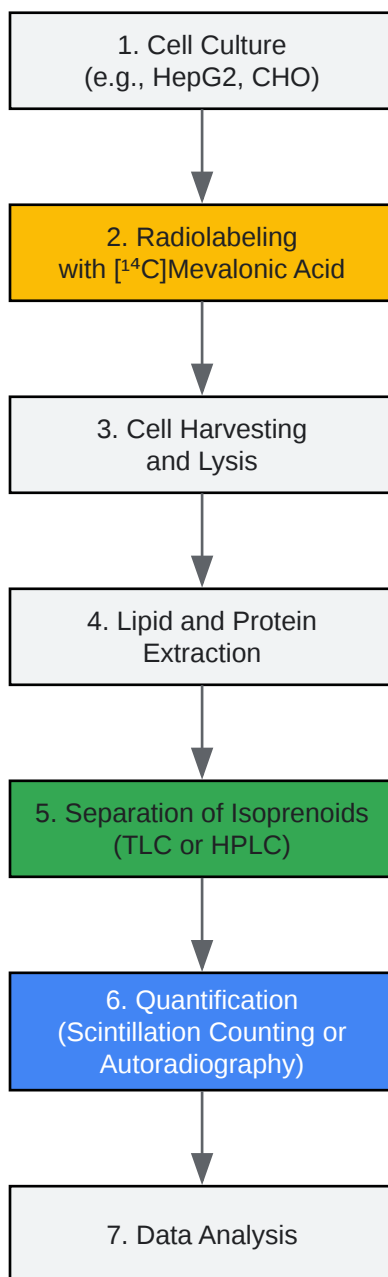 1. Cell Culture
(e.g., HepG2, CHO)
2. Radiolabeling
with [¹⁴C]Mevalonic Acid
3. Cell Harvesting
and Lysis
4. Lipid and Protein
Extraction
5. Separation of Isoprenoids
(TLC or HPLC)
6. Quantification
(Scintillation Counting or
Autoradiography)
7. Data Analysis